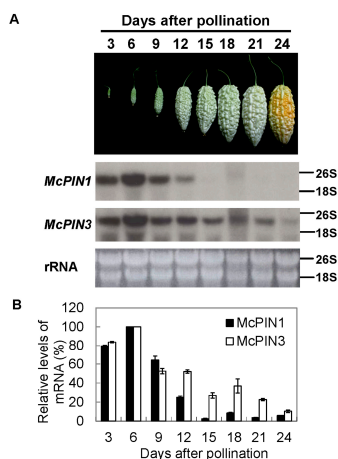 A
Days after pollination
3 6 9 12 15 18 21 24
McPIN1
26S
18S
McPIN3
26S
18S
rRNA
26S
18S
B
Relative levels of
mRNA (%)
120
100
80
60
40
20
0
McPIN1
McPIN3
3 6 9 12 15 18 21 24
Days after pollination